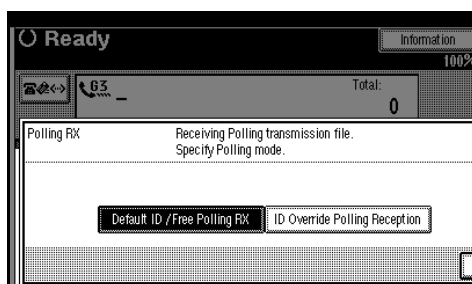 Ready
Information
100%
G3 _
Total:
0
Polling RX
Receiving Polling transmission file.
Specify Polling mode.
Default ID / Free Polling RX
ID Override Polling Reception